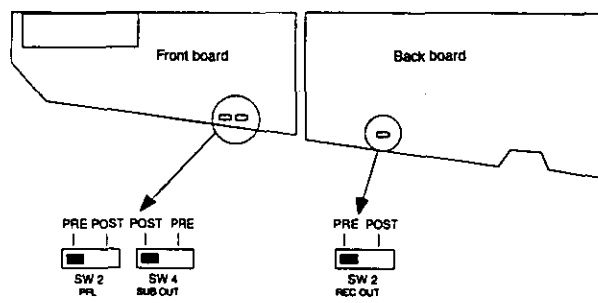 Front board
Back board
PRE POST POST PRE
SW 2
PFL
SW 4
SUB OUT
PRE POST
SW 2
REC OUT